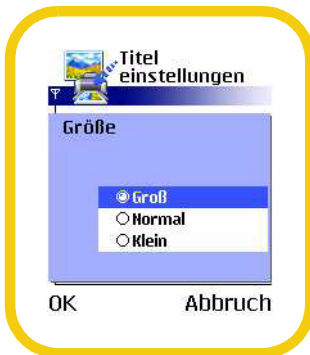 Titel
einstellungen
Größe
Groß
Normal
Klein
OK Abbruch